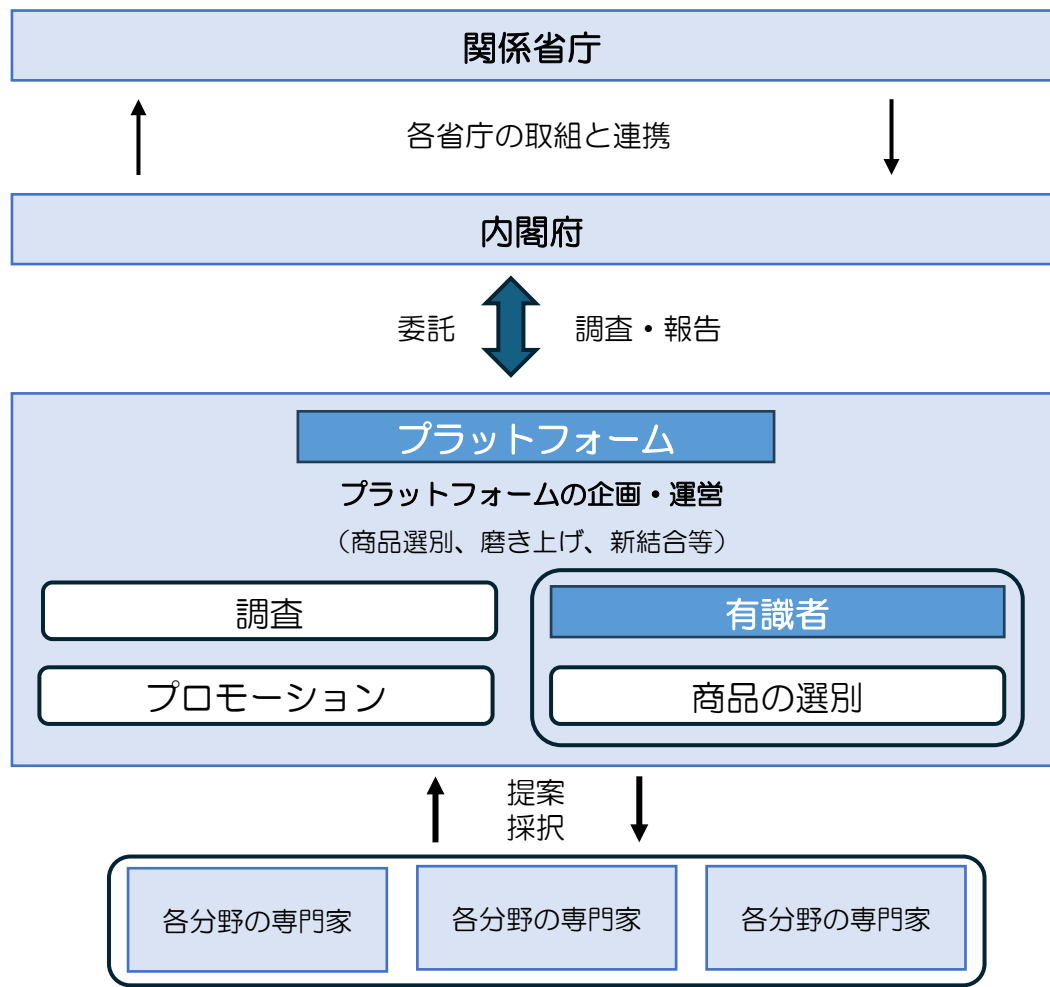 関係省庁
各省庁の取組と連携
内閣府
委託
調査・報告
プラットフォーム
プラットフォームの企画・運営
（商品選別、磨き上げ、新結合等）
調査
有識者
プロモーション
商品の選別
提案
採択
各分野の専門家
各分野の専門家
各分野の専門家